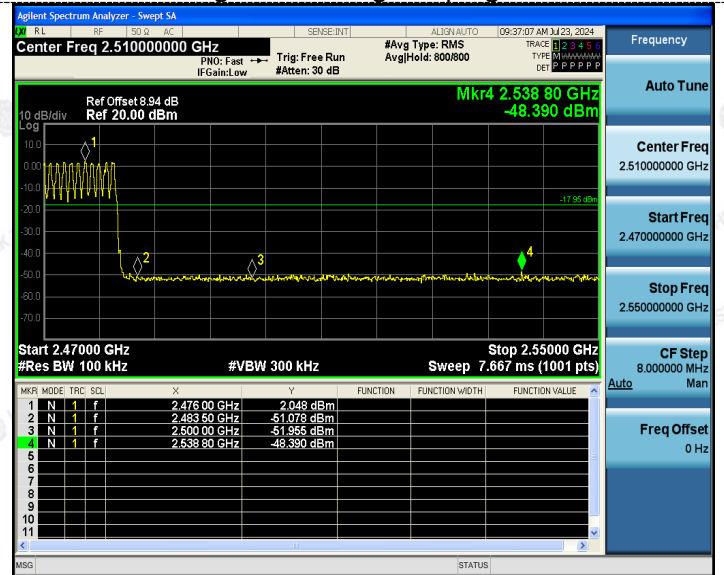 Agilent Spectrum Analyzer - Swept SA
LXI RL RF 50 Ω AC SENSE:INT ALIGN AUTO 09:37:07 AM Jul 23, 2024
Center Freq 2.510000000 GHz
PNO: Fast
IFGain:Low
Trig: Free Run
#Atten: 30 dB
#Avg Type: RMS
Avg|Hold: 800/800
TRACE 1 2 3 4 5 6
TYPE M WWWWW
DET P P P P P P
Frequency
Ref Offset 8.94 dB
10 dB/div Ref 20.00 dBm
Log
Mkr4 2.538 80 GHz
-48.390 dBm
10.0
0.00
-10.0
-20.0
-30.0
-40.0
-50.0
-60.0
-70.0
1
2
3
4
-17.95 dBm
Start 2.47000 GHz Stop 2.55000 GHz
#Res BW 100 kHz #VBW 300 kHz Sweep 7.667 ms (1001 pts)
MKR MODE TRC SCL X Y FUNCTION FUNCTION WIDTH FUNCTION VALUE
1 N 1 f 2.476 00 GHz 2.048 dBm
2 N 1 f 2.483 50 GHz -51.078 dBm
3 N 1 f 2.500 00 GHz -51.955 dBm
4 N 1 f 2.538 80 GHz -48.390 dBm
5
6
7
8
9
10
11
MSG STATUS
Auto Tune
Center Freq
2.510000000 GHz
Start Freq
2.470000000 GHz
Stop Freq
2.550000000 GHz
CF Step
8.000000 MHz
Auto Man
Freq Offset
0 Hz